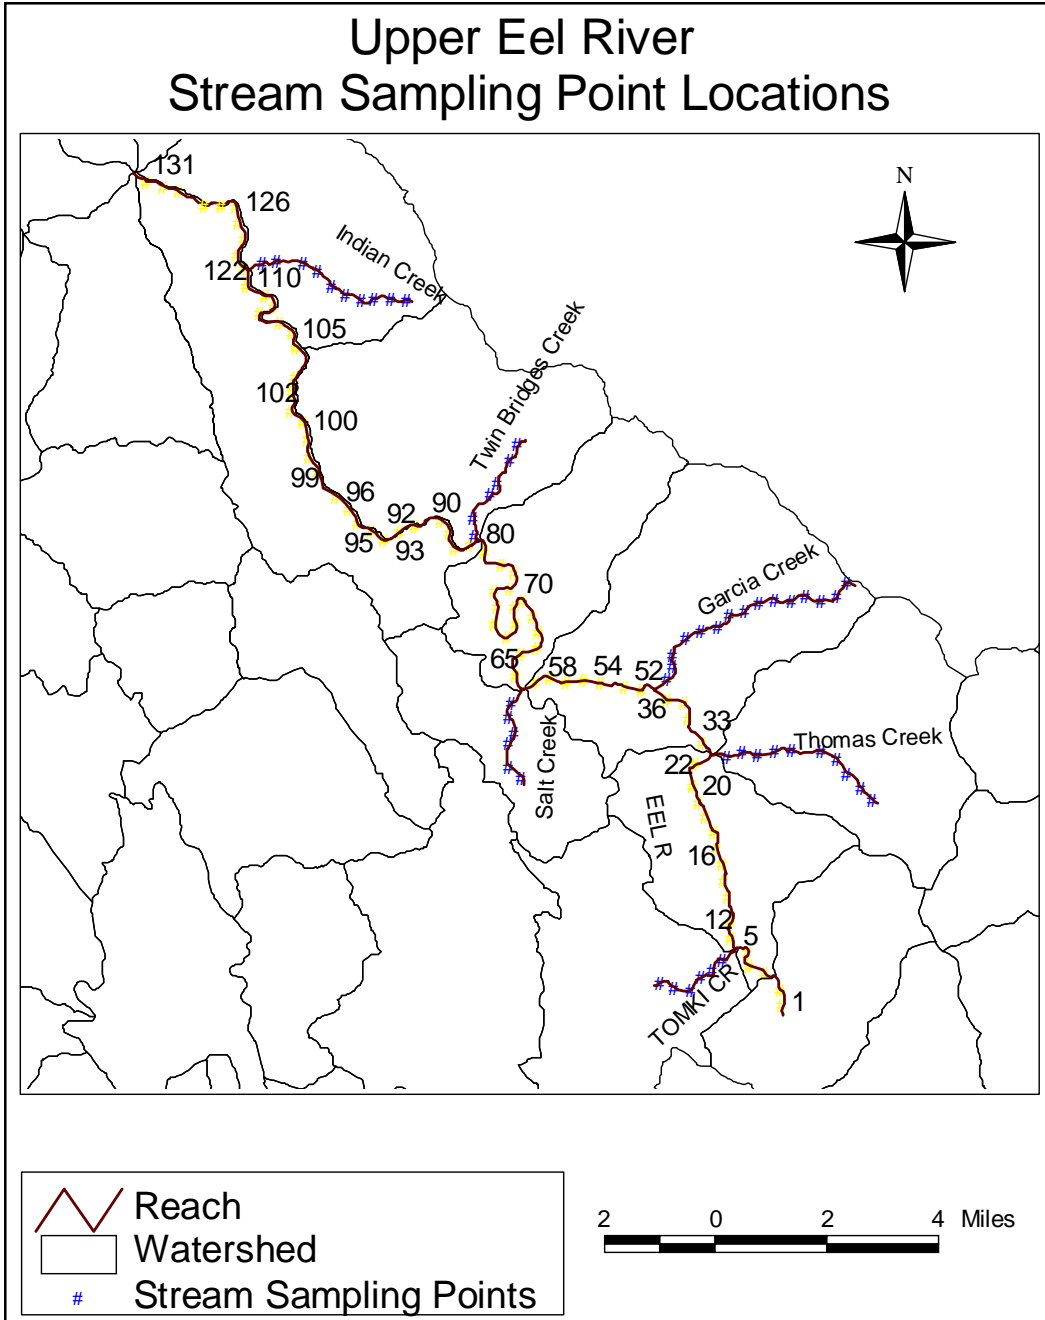 Upper Eel River
Stream Sampling Point Locations
131
N
126
Indian Creek
122
110
105
Twin Bridges Creek
102
100
99
96
90
92
95
93
80
Garcia Creek
70
65
58
54
52
36
33
Thomas Creek
Salt Creek
22
20
EEL R
16
12
5
TOMKI CR
1
Reach
Watershed
# Stream Sampling Points
2 0 2 4 Miles